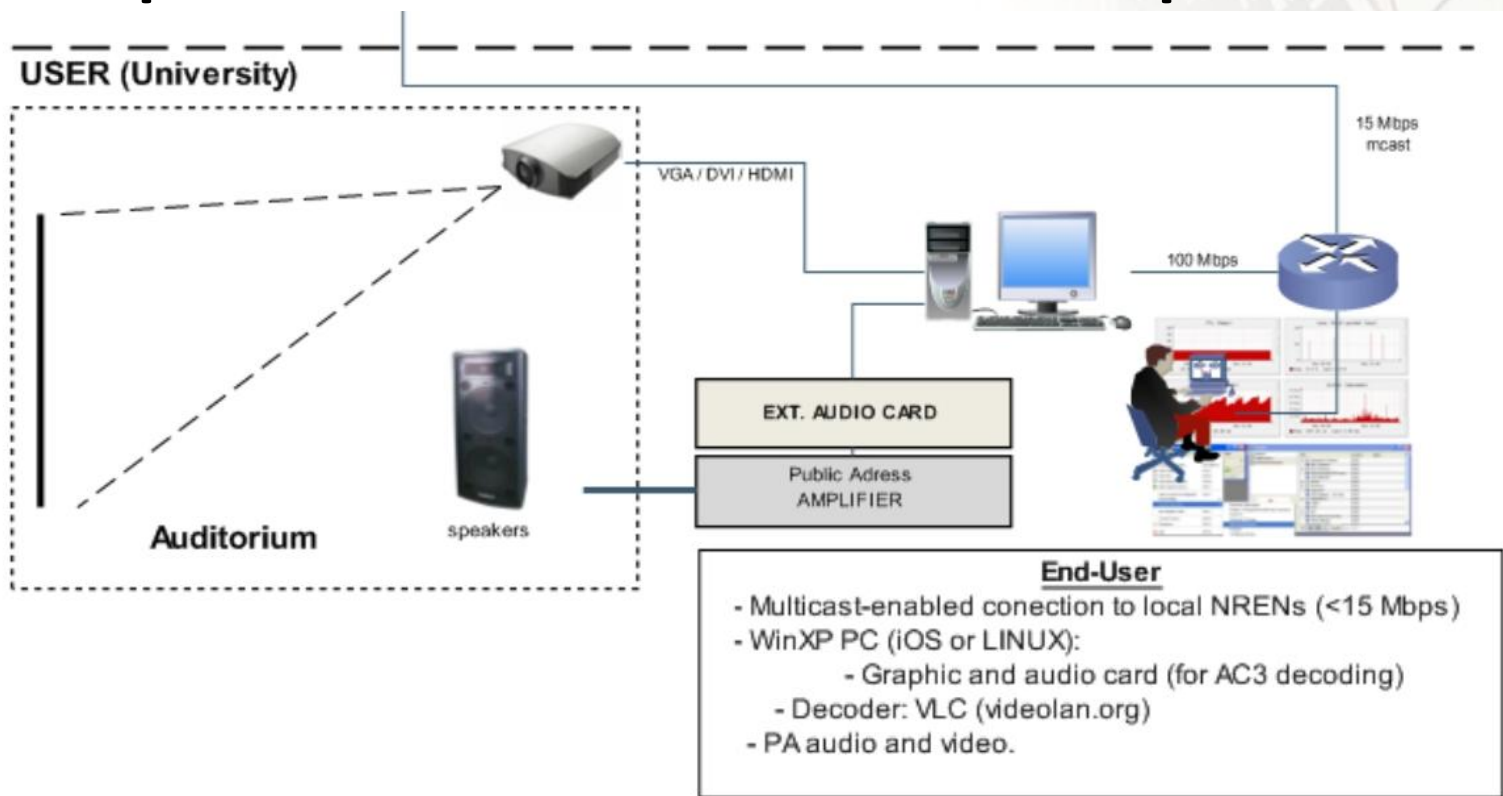 USER (University)
15 Mbps
mcast
VGA / DVI / HDMI
100 Mbps
EXT. AUDIO CARD
Public Adress
AMPLIFIER
speakers
Auditorium
End-User
- Multicast-enabled conection to local NRENs (<15 Mbps)
- WinXP PC (iOS or LINUX):
- Graphic and audio card (for AC3 decoding)
- Decoder: VLC (videolan.org)
- PA audio and video.